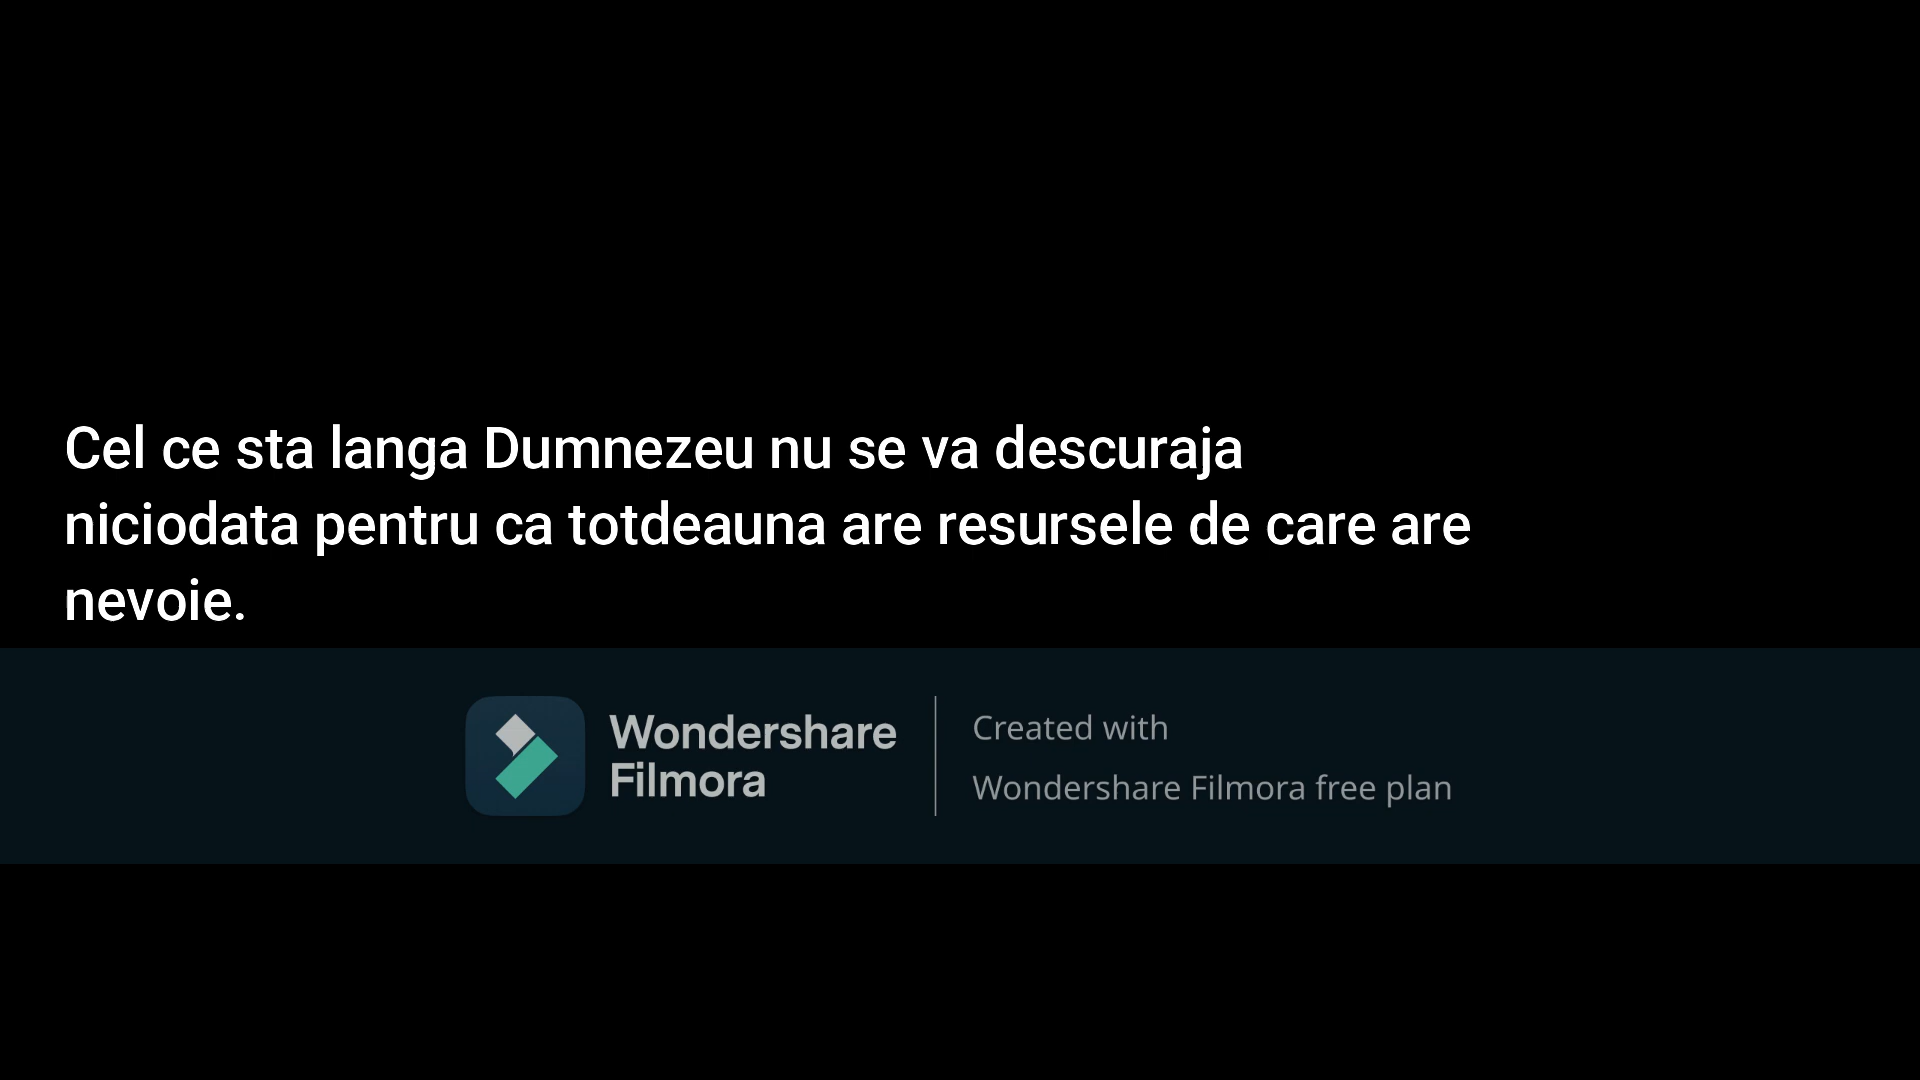 Cel ce sta langa Dumnezeu nu se va descuraja
niciodata pentru ca totdeauna are resursele de care are
nevoie.
Wondershare
Filmora
Created with
Wondershare Filmora free plan